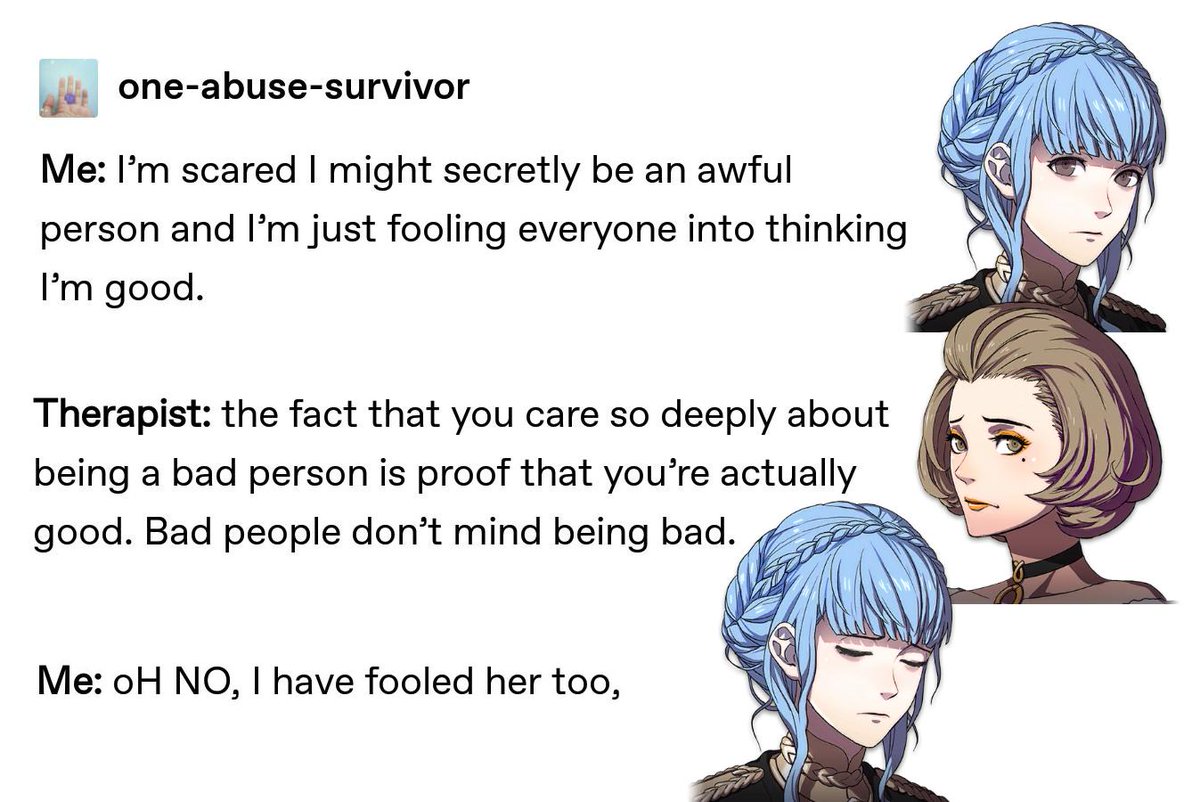 one-abuse-survivor
Me: I’m scared I might secretly be an awful
person and I’m just fooling everyone into thinking
I’m good.
Therapist: the fact that you care so deeply about
being a bad person is proof that you’re actually
good. Bad people don’t mind being bad.
Me: oH NO, I have fooled her too,